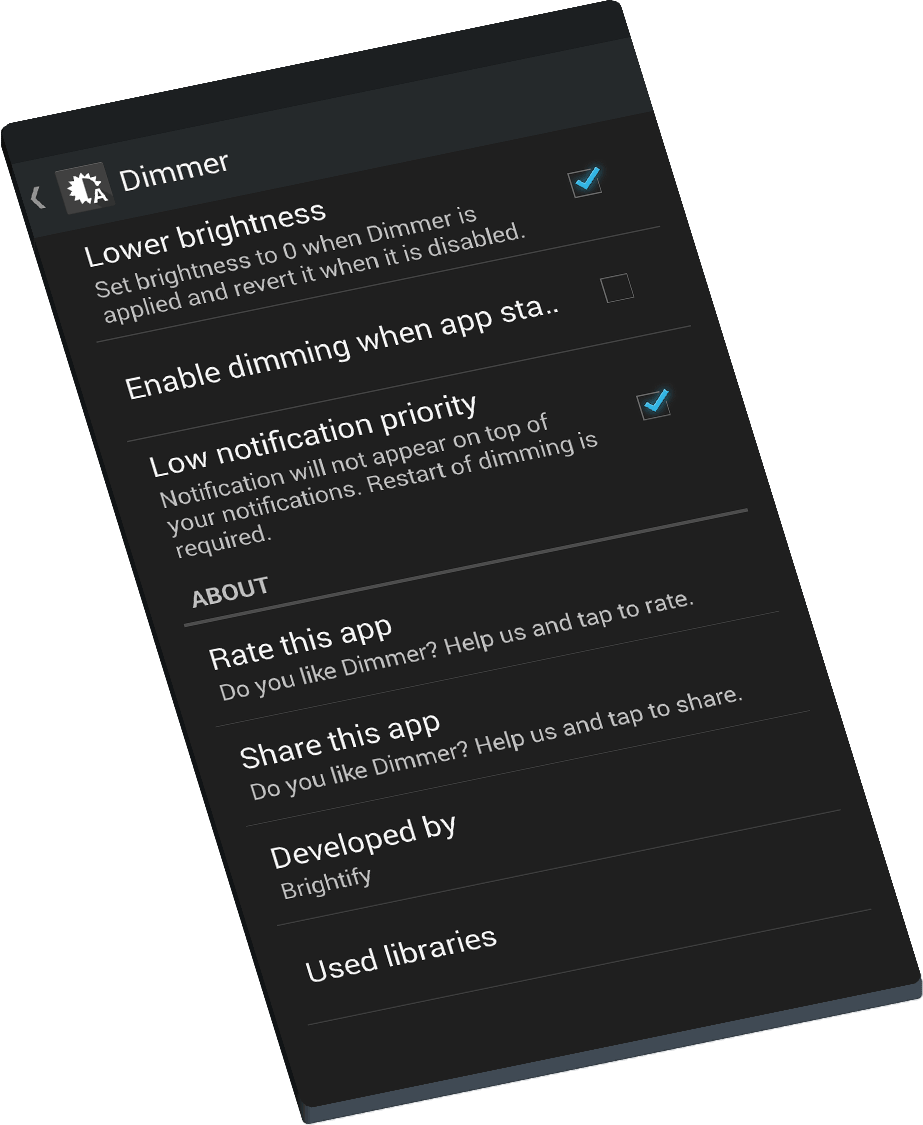 Dimmer
Lower brightness
Set brightness to 0 when Dimmer is
applied and revert it when it is disabled.
Enable dimming when app sta..
Low notification priority
Notification will not appear on top of
your notifications. Restart of dimming is
required.
ABOUT
Rate this app
Do you like Dimmer? Help us and tap to rate.
Share this app
Do you like Dimmer? Help us and tap to share.
Developed by
Brightify
Used libraries